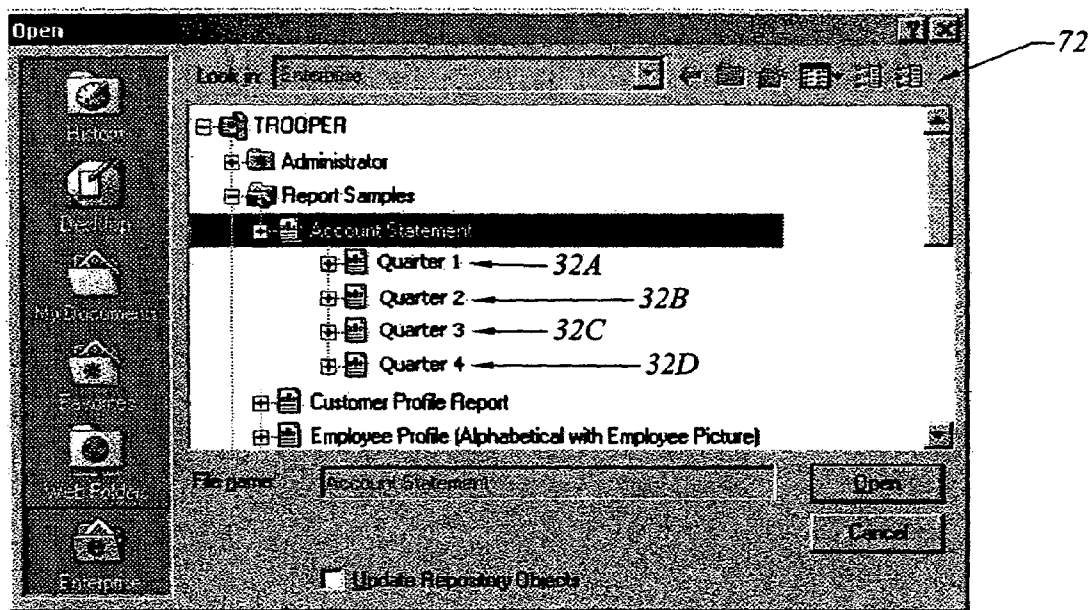 Open
72
Look in: Enterprise
History
TROOPER
Administrator
Report Samples
Desktop
Account Statement
Quarter 1 32A
Quarter 2 32B
My Documents
Quarter 3 32C
Quarter 4 32D
Favorites
Customer Profile Report
Employee Profile (Alphabetical with Employee Picture)
Web Folder
File name: Account Statement Open
Cancel
Enterprise
Update Repository Objects